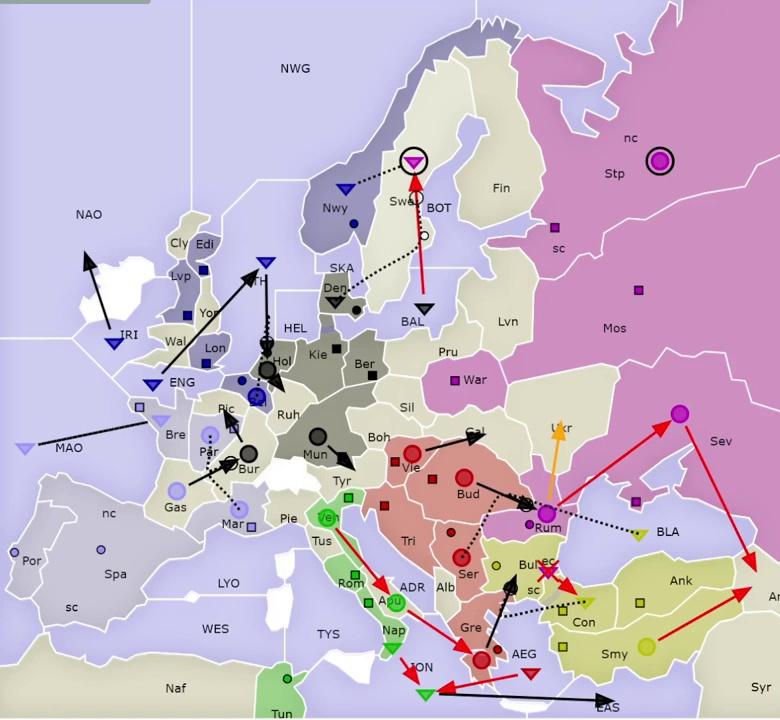 NWG
nc
Stp
Fin
NAO
Swe
BOT
Nwy
Cly
Edi
sc
SKA
Lvp
Den
TH
Yor
BAL
Lvn
Mos
IRI
HEL
Wal
Lon
Hol
Kie
Ber
Pru
ENG
War
Bel
Pic
Ruh
Sil
Ukr
Bre
Par
Boh
Gal
MAO
Bur
Mun
Vie
Sev
Tyr
Gas
Bud
nc
Mar
Ven
Rum
BLA
Pie
Tus
Tri
Por
Spa
Ser
Bul
ec
Rom
ADR
Alb
sc
Ank
LYO
Apu
Ar
sc
WES
Nap
Gre
Con
TYS
AEG
Smy
ION
Naf
Syr
EAS
Tun